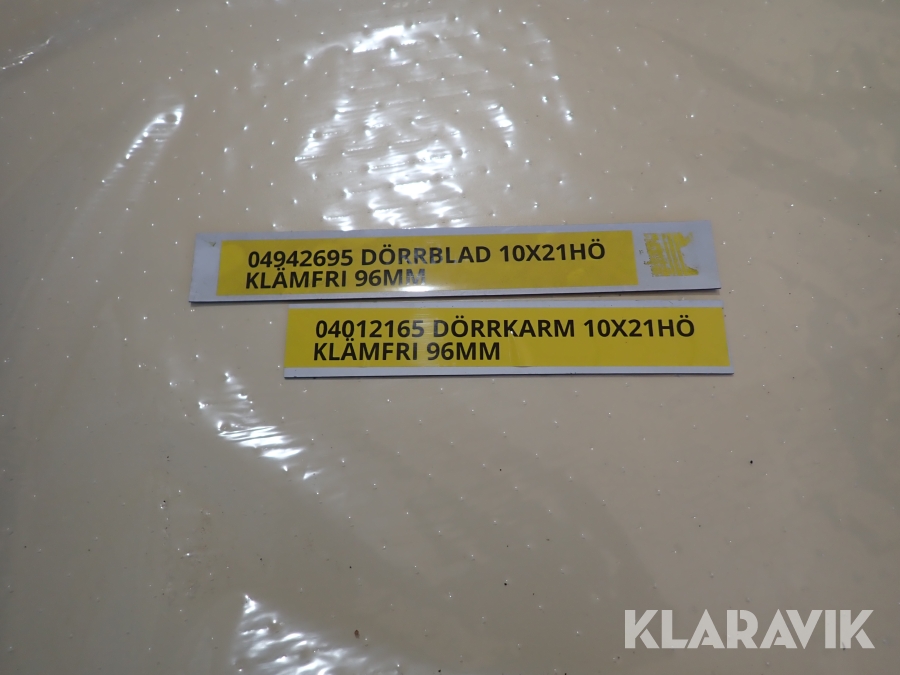 04942695 DÖRRBLAD 10X21HÖ
KLÄMFRI 96MM
04012165 DÖRRKARM 10X21HÖ
KLÄMFRI 96MM
KLARAVIK